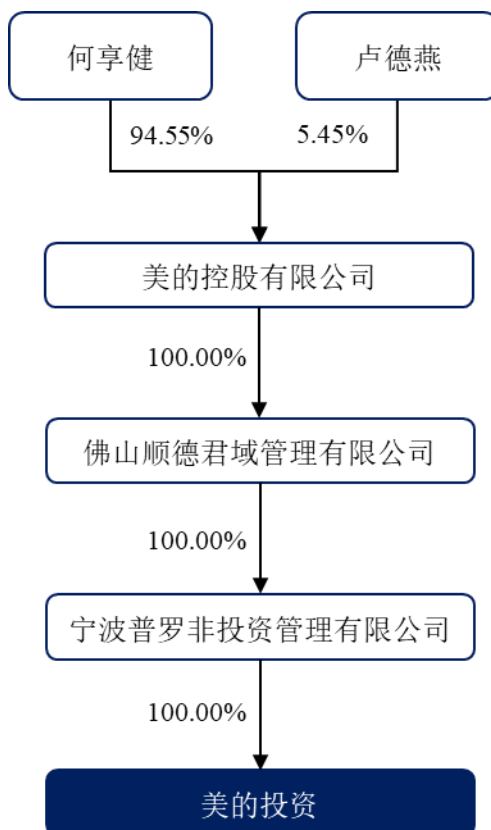 何享健
卢德燕
94.55%
5.45%
美的控股有限公司
100.00%
佛山顺德君域管理有限公司
100.00%
宁波普罗非投资管理有限公司
100.00%
美的投资